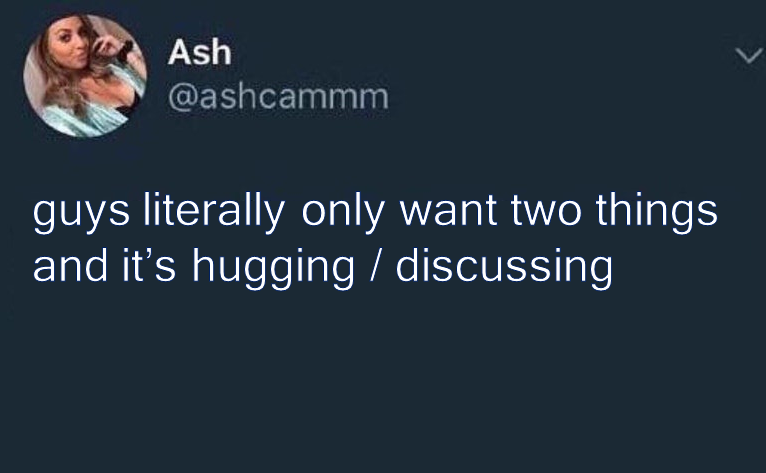 Ash
@ashcammm
guys literally only want two things
and it’s hugging / discussing